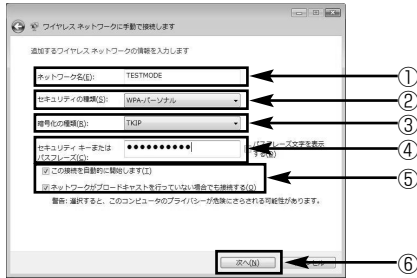 ワイヤレス ネットワークに手動で接続します
追加するワイヤレス ネットワークの情報を入力します
ネットワーク名(E): TESTMODE ①
セキュリティの種類(S): WPA-パーソナル ②
暗号化の種類(R): TKIP ③
セキュリティ キーまたは
パスフレーズ(C): ●●●●●●●●●● パスフレーズ文字を表示
する ④
この接続を自動的に開始します(T) ⑤
ネットワークがブロードキャストを行っていない場合でも接続する(O)
警告: 選択すると、このコンピュータのプライバシーが危険にさらされる可能性があります。
次へ(N) ⑥